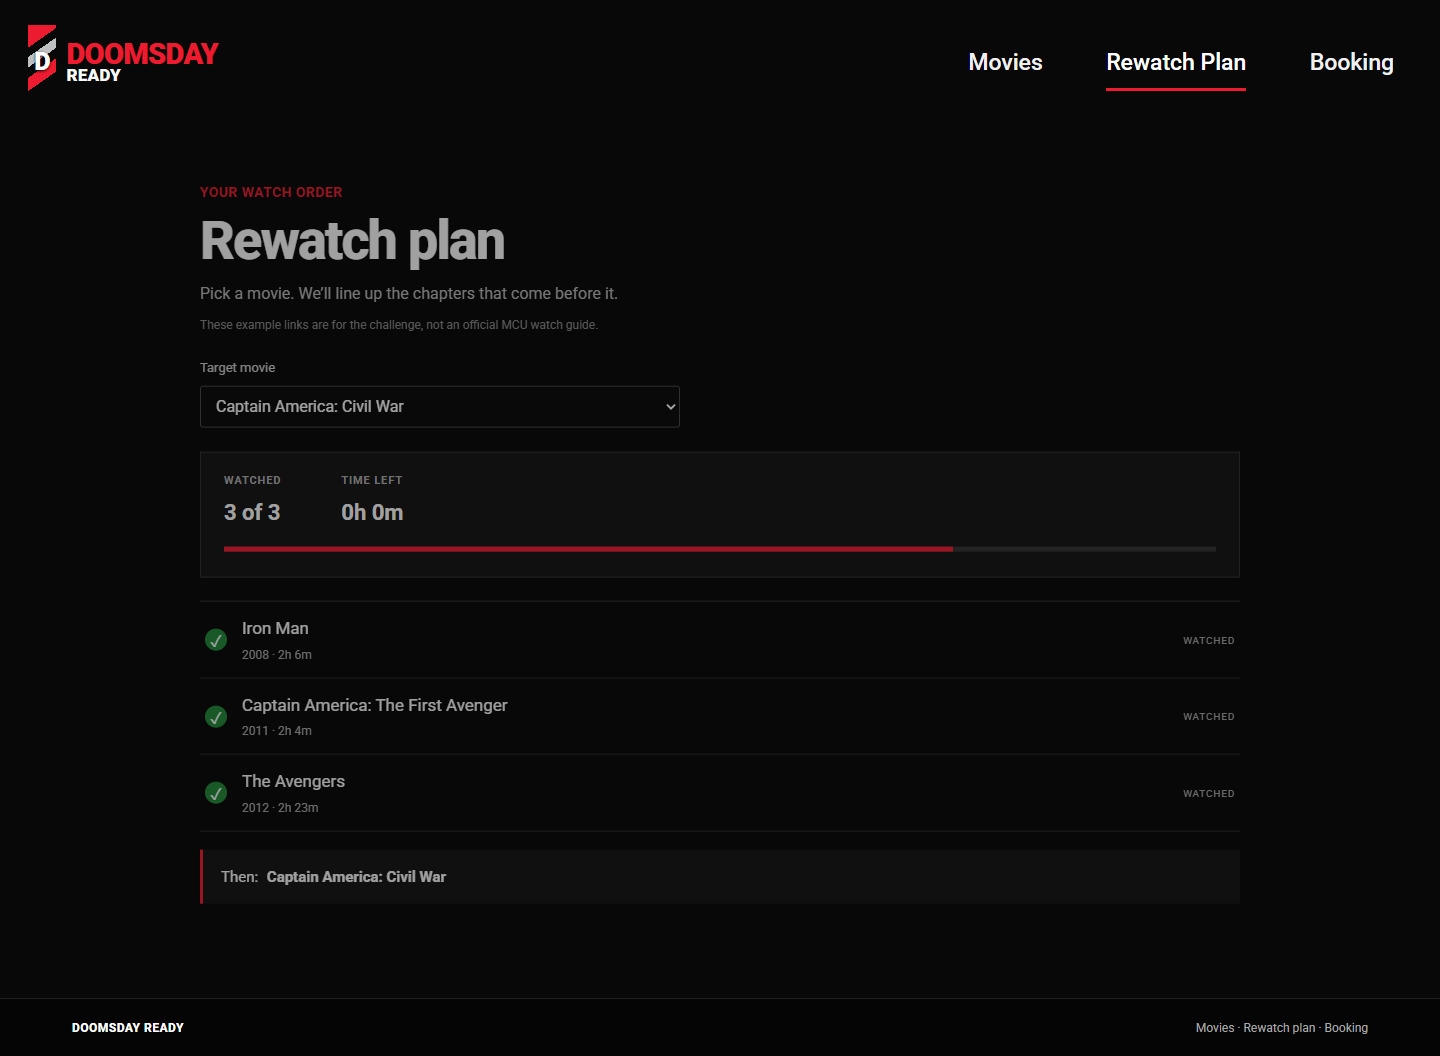 D
DOOMSDAY
READY
Movies
Rewatch Plan
Booking
YOUR WATCH ORDER
Rewatch plan
Pick a movie. We’ll line up the chapters that come before it.
These example links are for the challenge, not an official MCU watch guide.
Target movie
Captain America: Civil War
WATCHED
TIME LEFT
3 of 3
0h 0m
Iron Man
2008 · 2h 6m
WATCHED
Captain America: The First Avenger
2011 · 2h 4m
WATCHED
The Avengers
2012 · 2h 23m
WATCHED
Then: Captain America: Civil War
DOOMSDAY READY
Movies · Rewatch plan · Booking